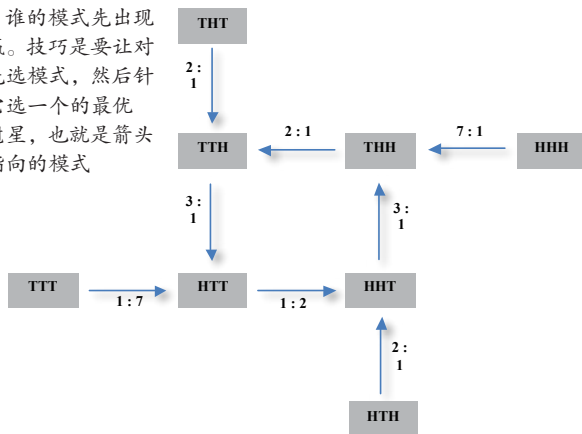 谁的模式先出现
。技巧是要让对
选模式，然后针
选一个的最优
星，也就是箭头
向的模式
THT
2 :
1
TTH
2 : 1
THH
7 : 1
HHH
3 :
1
3 :
1
TTT
1 : 7
HTT
1 : 2
HHT
2 :
1
HTH